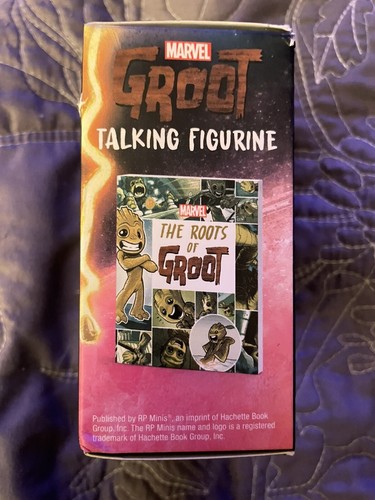 MARVEL
GROOT
TALKING FIGURINE
MARVEL
THE ROOTS
OF
GROOT
Published by RP Minis®, an imprint of Hachette Book
Group, Inc. The RP Minis name and logo is a registered
trademark of Hachette Book Group, Inc.